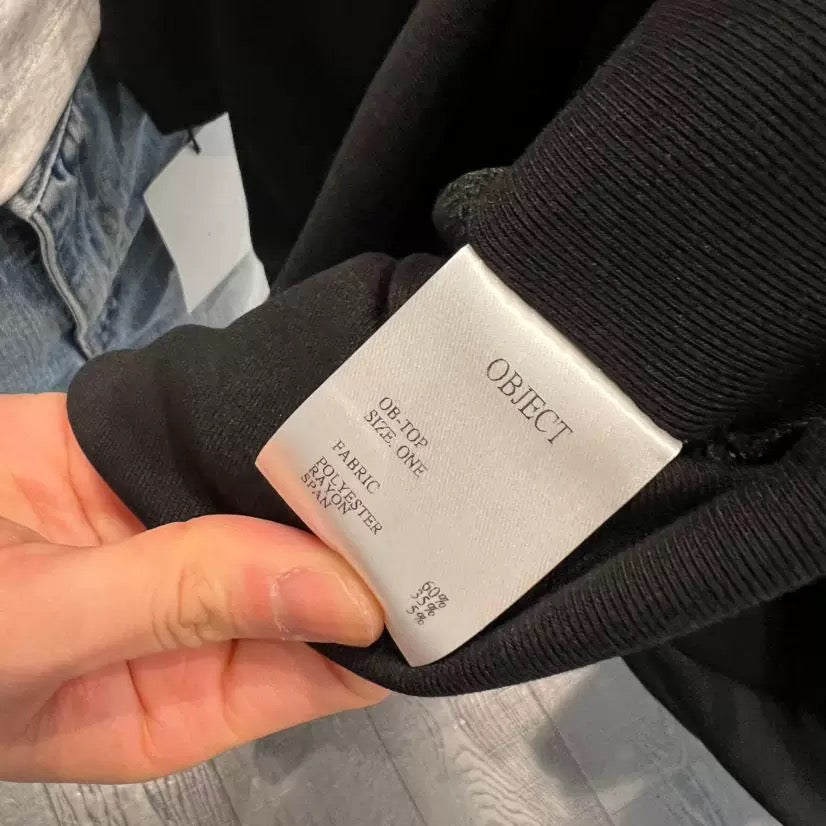 OBJECT
OB-TOP
SIZE. ONE
FABRIC
POLYESTER 60%
RAYON 35%
SPAN 5%